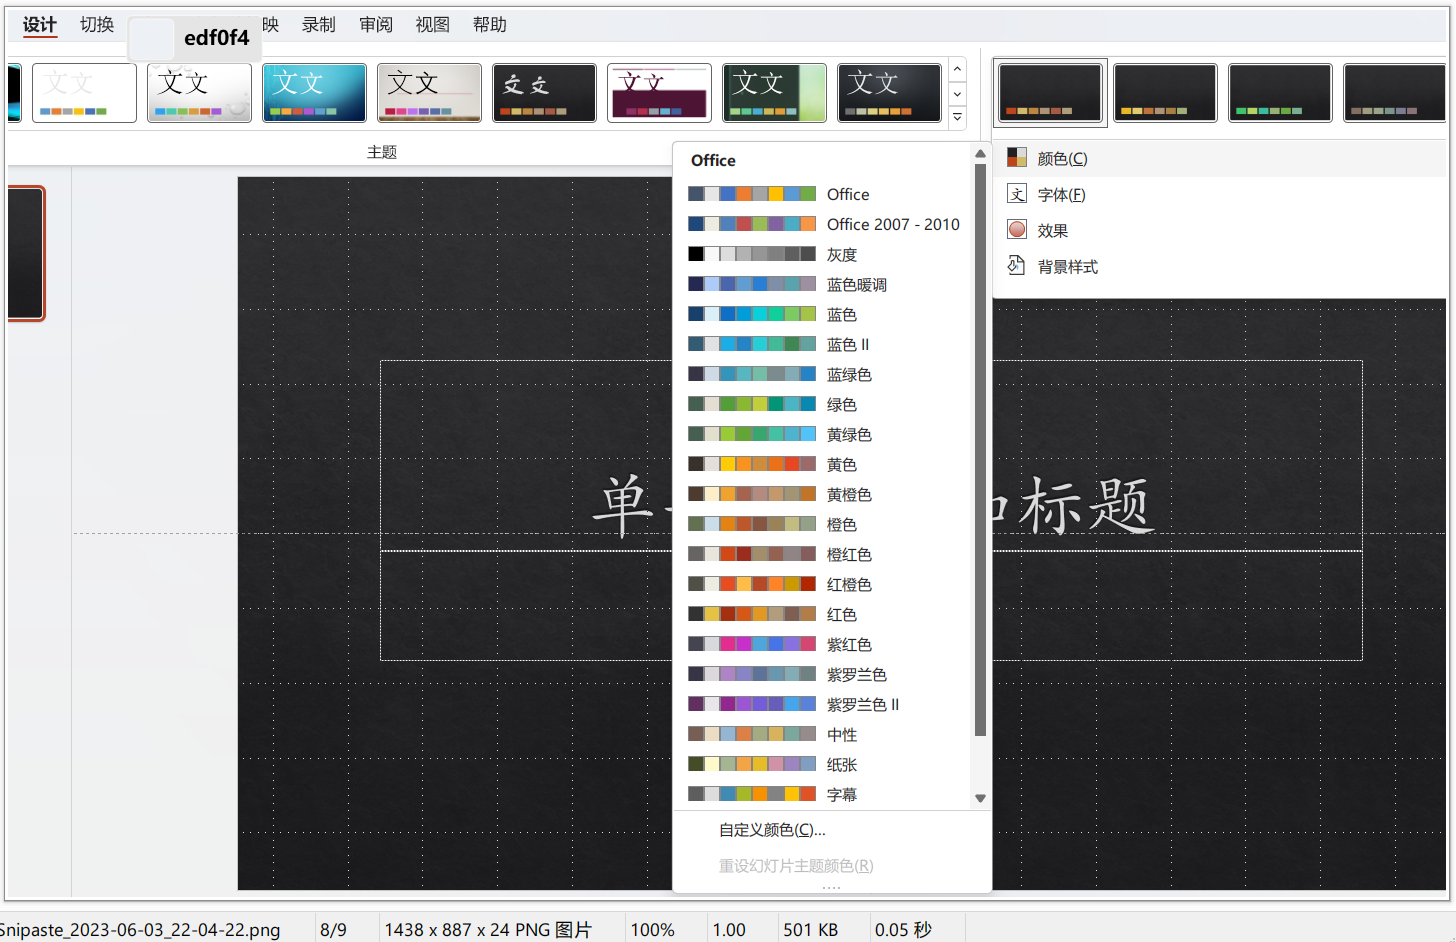 设计 切换 映 录制 审阅 视图 帮助
edf0f4
文文 文文 文文 文文 文文 文文 文文 文文
主题
颜色(C)
字体(F)
效果
背景样式
Office
Office
Office 2007 - 2010
灰度
蓝色暖调
蓝色
蓝色 II
蓝绿色
绿色
黄绿色
黄色
黄橙色
橙色
橙红色
红橙色
红色
紫红色
紫罗兰色
紫罗兰色 II
中性
纸张
字幕
自定义颜色(C)...
重设幻灯片主题颜色(R)
单 标题
Snipaste_2023-06-03_22-04-22.png 8/9 1438 x 887 x 24 PNG 图片 100% 1.00 501 KB 0.05 秒